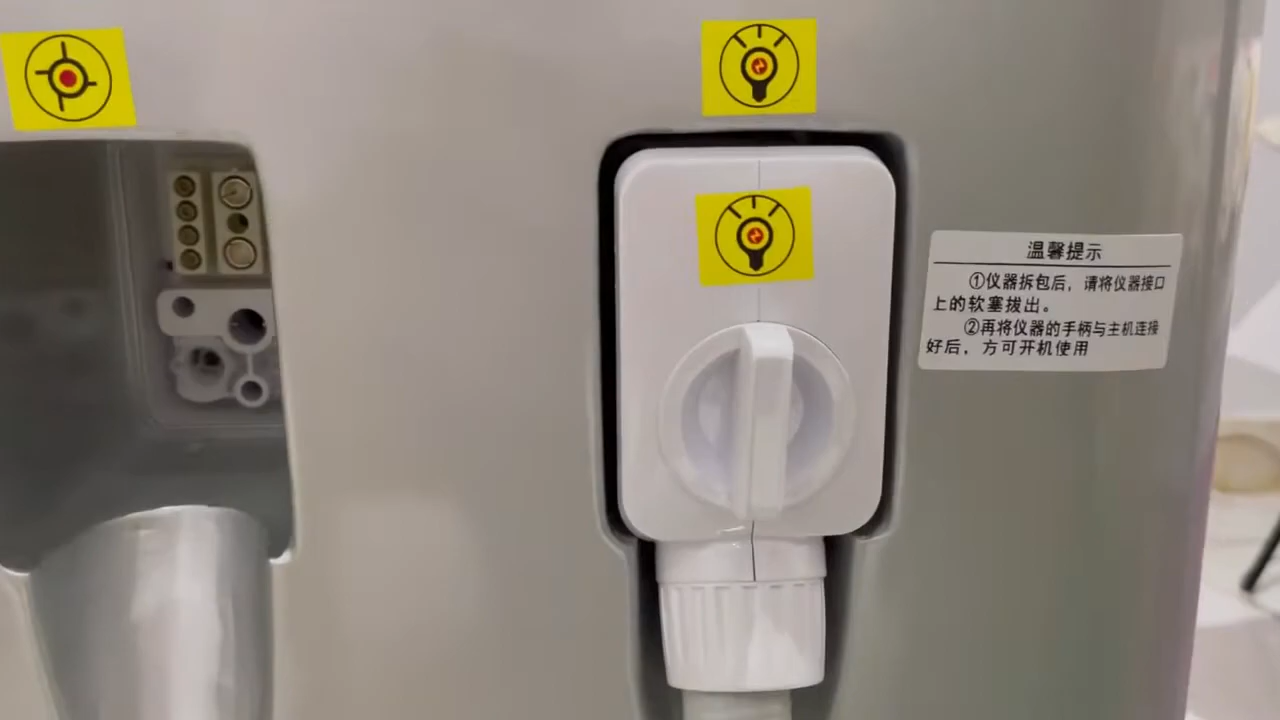 温馨提示
①仪器拆包后，请将仪器接口
上的软塞拔出。
②再将仪器的手柄与主机连接
好后，方可开机使用